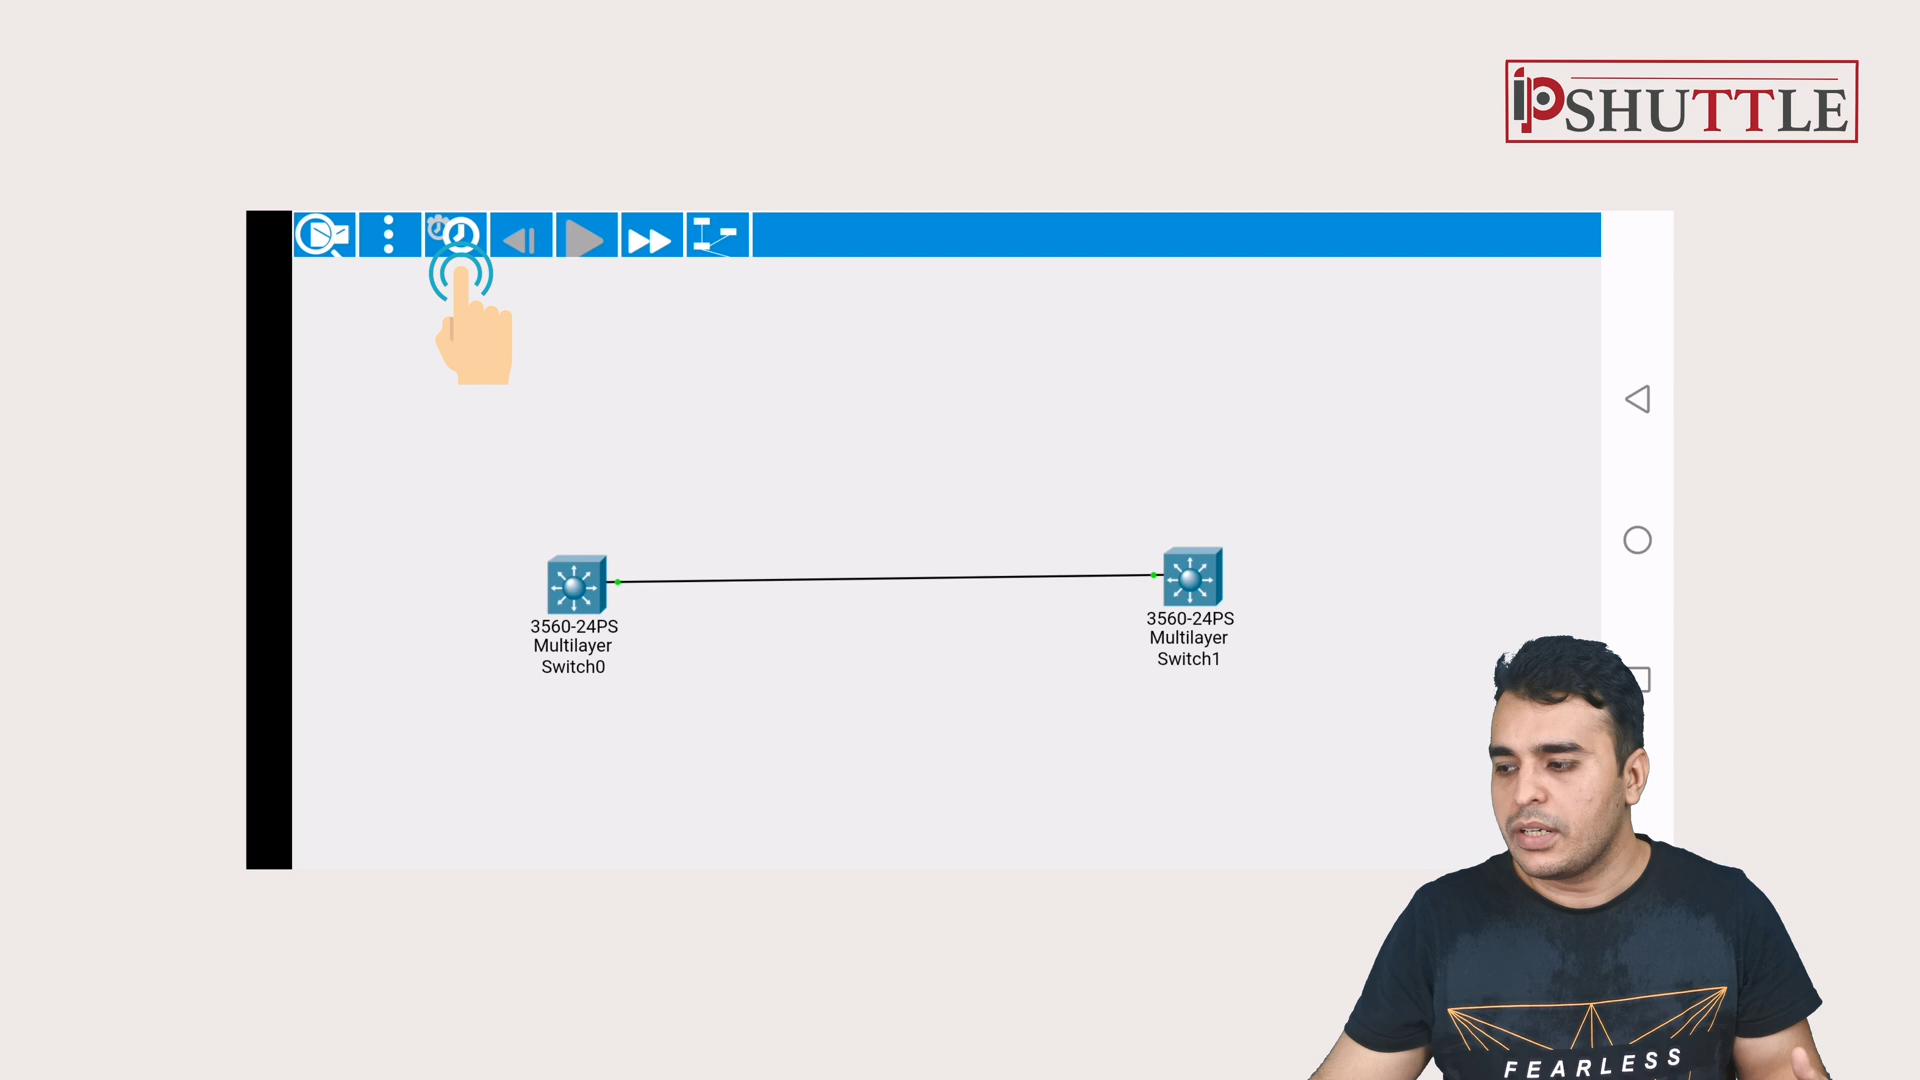 ipSHUTTLE
3560-24PS
Multilayer
Switch0
3560-24PS
Multilayer
Switch1
FEARLESS